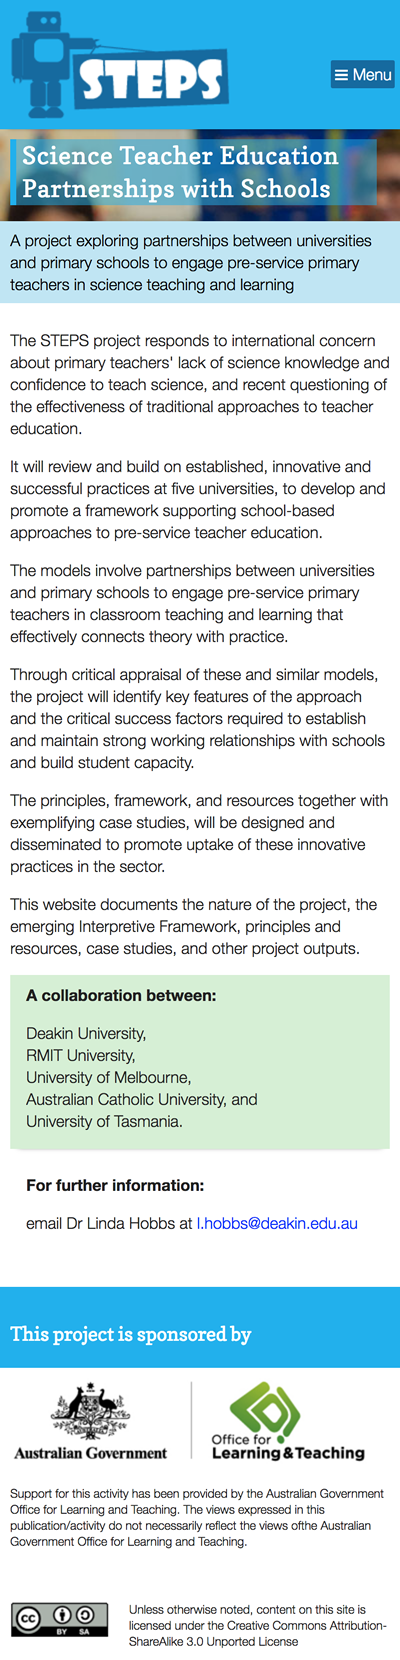 STEPS
Menu
Science Teacher Education
Partnerships with Schools
A project exploring partnerships between universities
and primary schools to engage pre-service primary
teachers in science teaching and learning
The STEPS project responds to international concern
about primary teachers' lack of science knowledge and
confidence to teach science, and recent questioning of
the effectiveness of traditional approaches to teacher
education.
It will review and build on established, innovative and
successful practices at five universities, to develop and
promote a framework supporting school-based
approaches to pre-service teacher education.
The models involve partnerships between universities
and primary schools to engage pre-service primary
teachers in classroom teaching and learning that
effectively connects theory with practice.
Through critical appraisal of these and similar models,
the project will identify key features of the approach
and the critical success factors required to establish
and maintain strong working relationships with schools
and build student capacity.
The principles, framework, and resources together with
exemplifying case studies, will be designed and
disseminated to promote uptake of these innovative
practices in the sector.
This website documents the nature of the project, the
emerging Interpretive Framework, principles and
resources, case studies, and other project outputs.
A collaboration between:
Deakin University,
RMIT University,
University of Melbourne,
Australian Catholic University, and
University of Tasmania.
For further information:
email Dr Linda Hobbs at l.hobbs@deakin.edu.au
This project is sponsored by
Australian Government
Office for
Learning & Teaching
Support for this activity has been provided by the Australian Government
Office for Learning and Teaching. The views expressed in this
publication/activity do not necessarily reflect the views ofthe Australian
Government Office for Learning and Teaching.
cc BY SA
Unless otherwise noted, content on this site is
licensed under the Creative Commons Attribution-
ShareAlike 3.0 Unported License